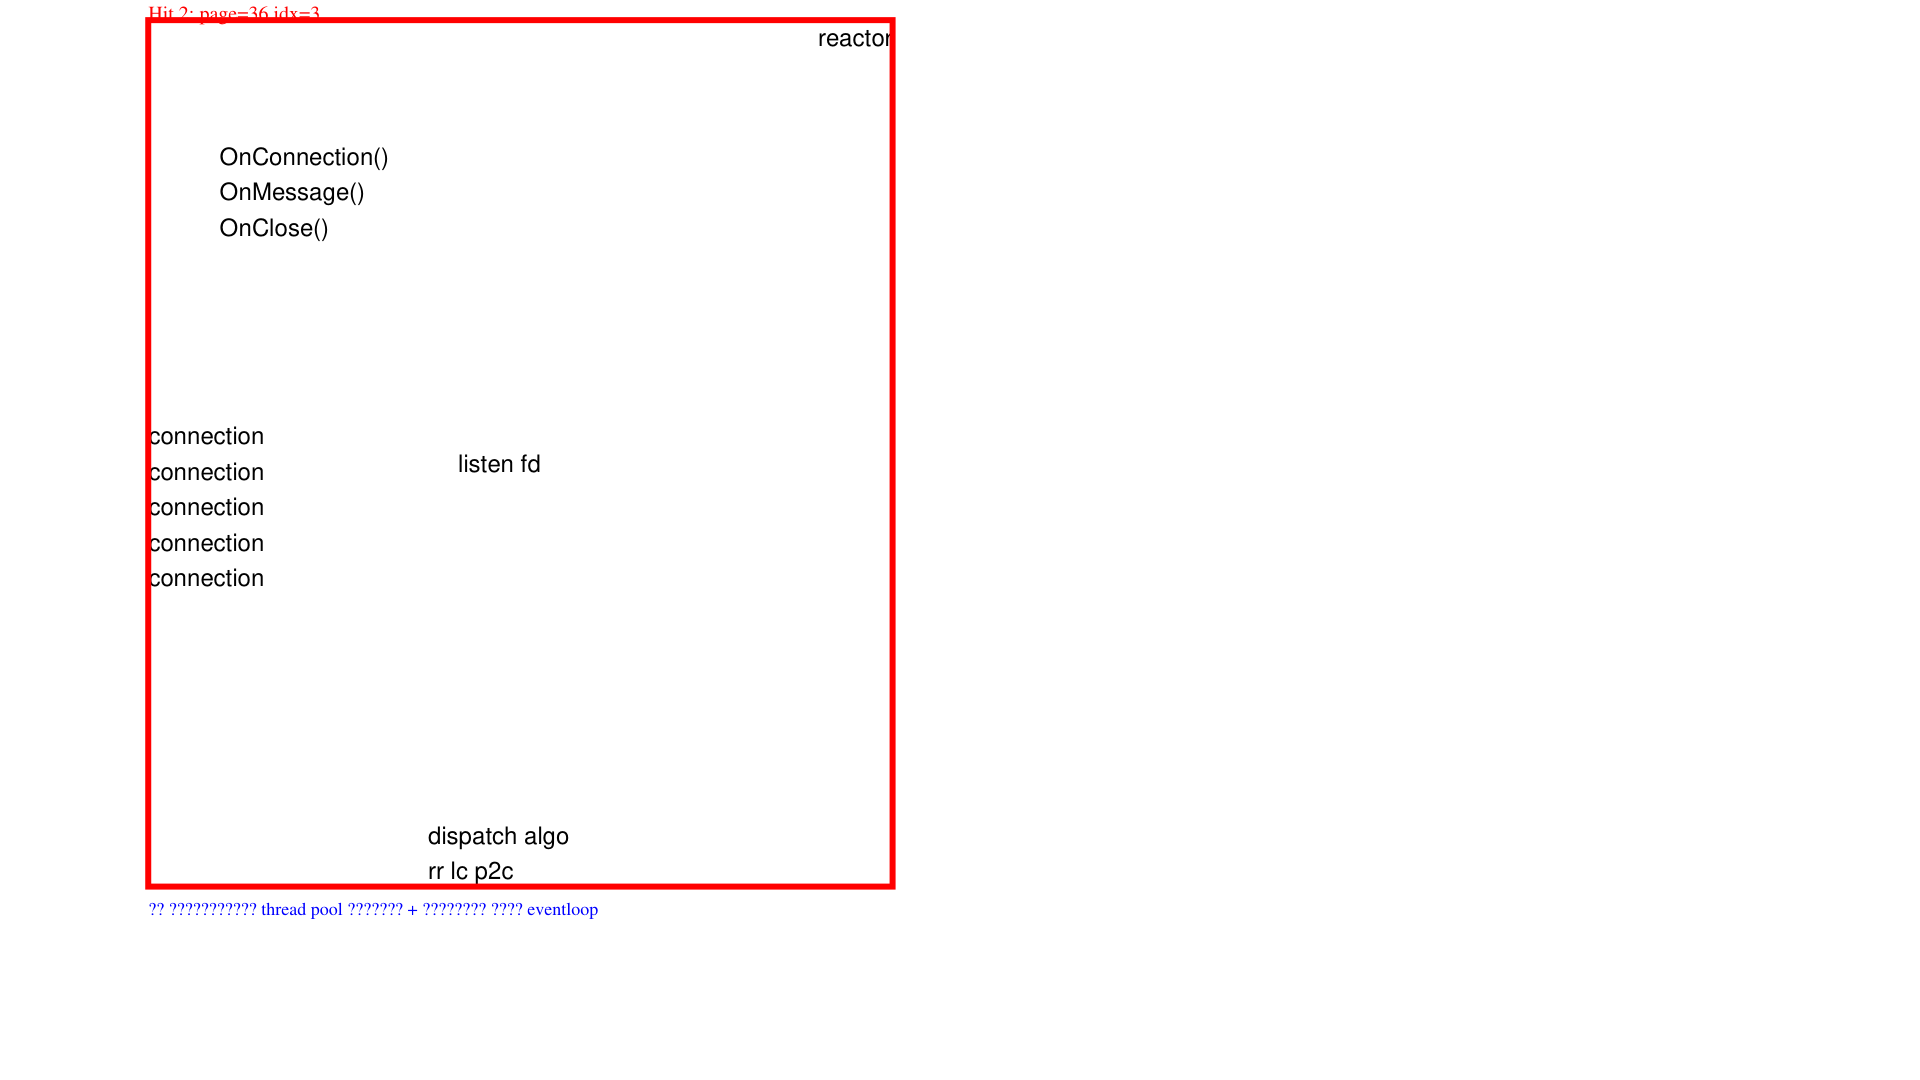 Hit 2: page=36 idx=3
reactor
OnConnection()
OnMessage()
OnClose()
connection
connection
listen fd
connection
connection
connection
dispatch algo
rr lc p2c
?? ??????????? thread pool ??????? + ???????? ???? eventloop